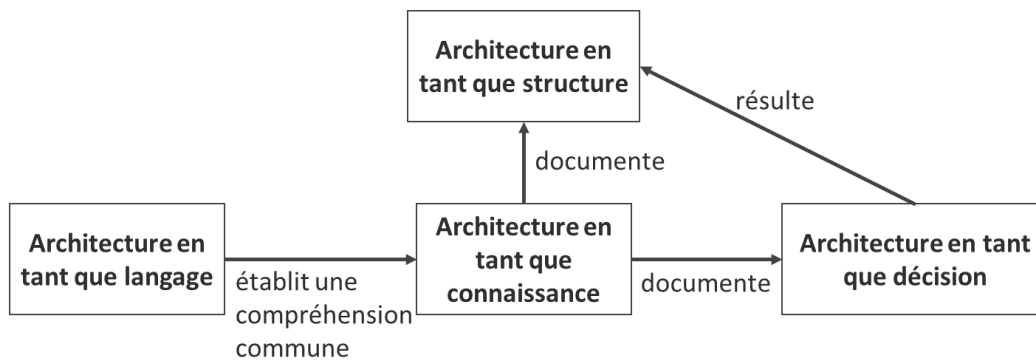 Architecture en
tant que structure
résulte
documente
Architecture en
tant que langage
établit une
compréhension
commune
Architecture en
tant que
connaissance
documente
Architecture en tant
que décision